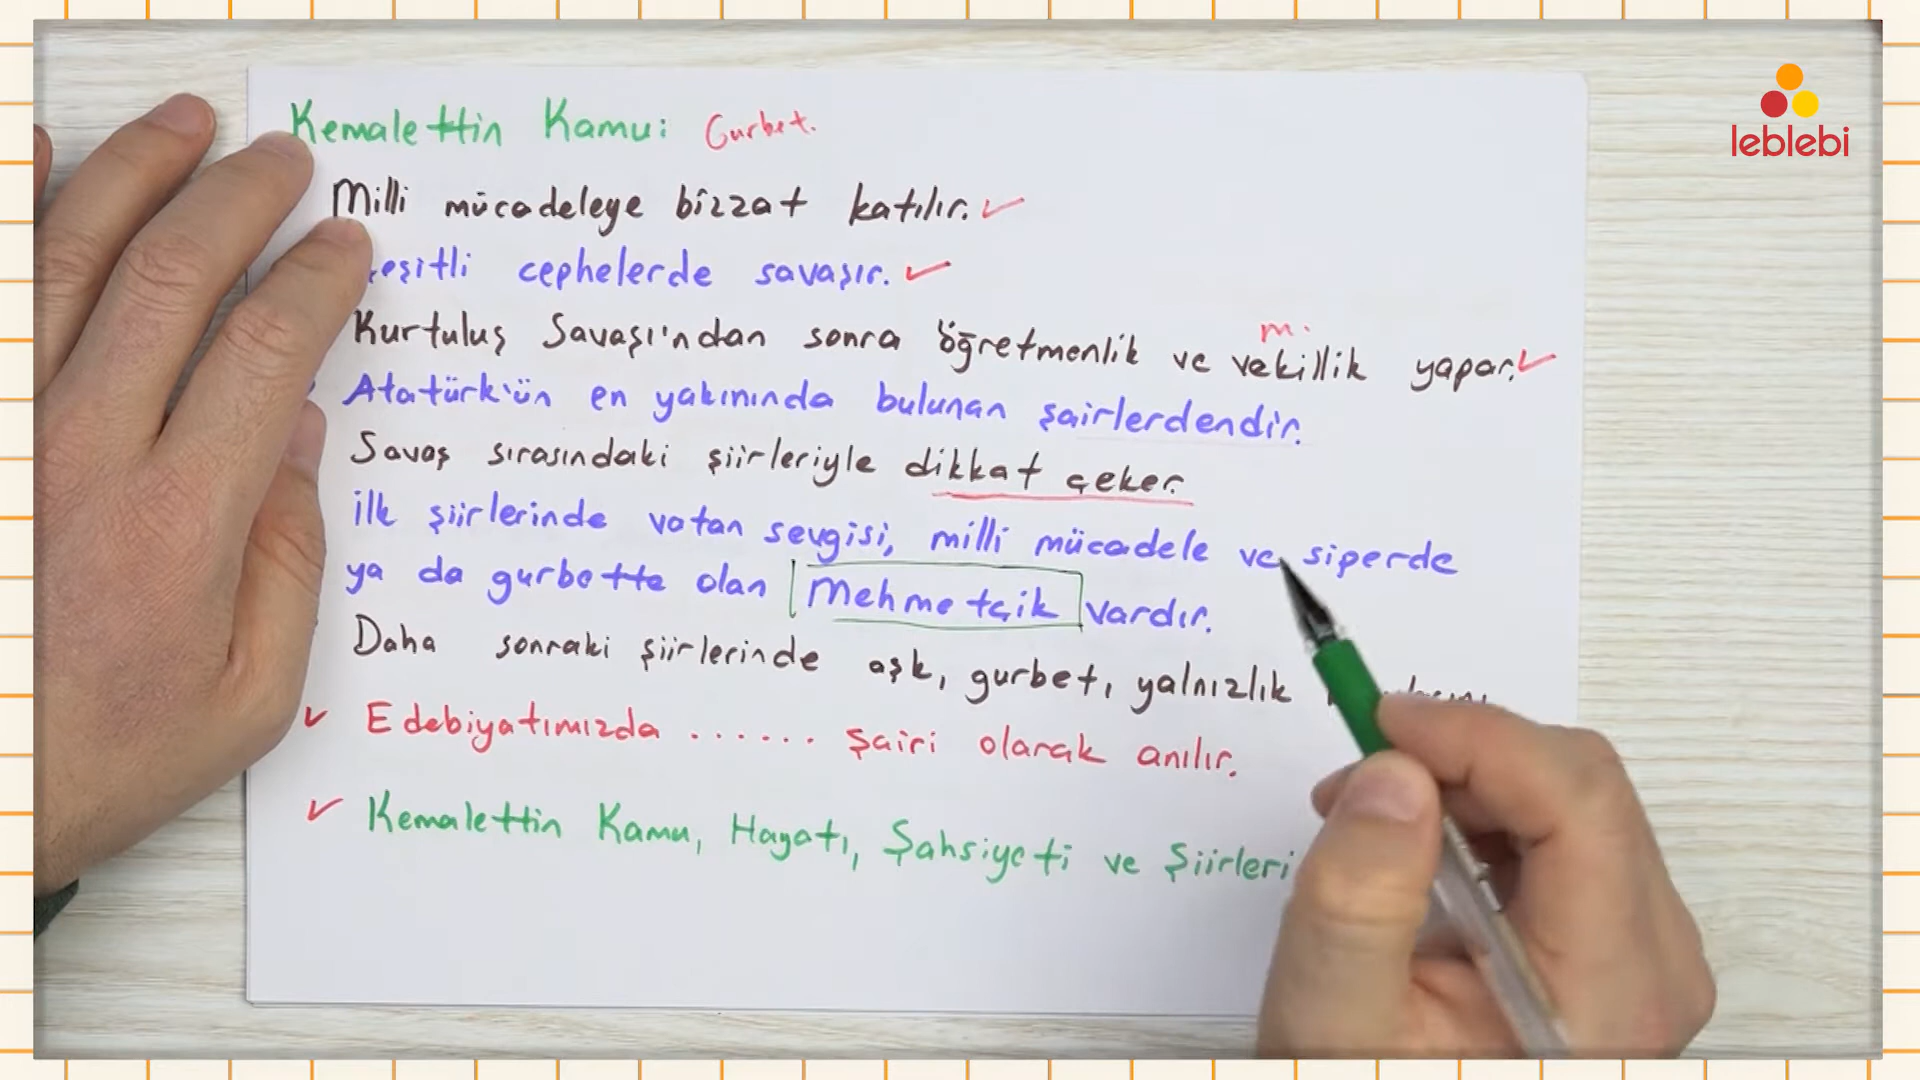 Kemalettin Kamu: Gurbet.
Milli mücadeleye bizzat katılır.
savaşır. cephelerde
m.
Kurtuluş Savaşı'ndan sonra öğretmenlik ve vekillik yapar.
Atatürk'ün en yakınında bulunan şairlerdendir.
Savaş sırasındaki şiirleriyle dikkat çeker.
İlk şiirlerinde vatan sevgisi, milli mücadele ve siperde
ya da gurbette olan Mehmetçik vardır.
Daha sonraki şiirlerinde aşk, gurbet, yalnızlık
Edebiyatımızda ...... şairi olarak anılır.
Kemalettin Kamu, Hayatı, Şahsiyeti ve Şiirleri
leblebi